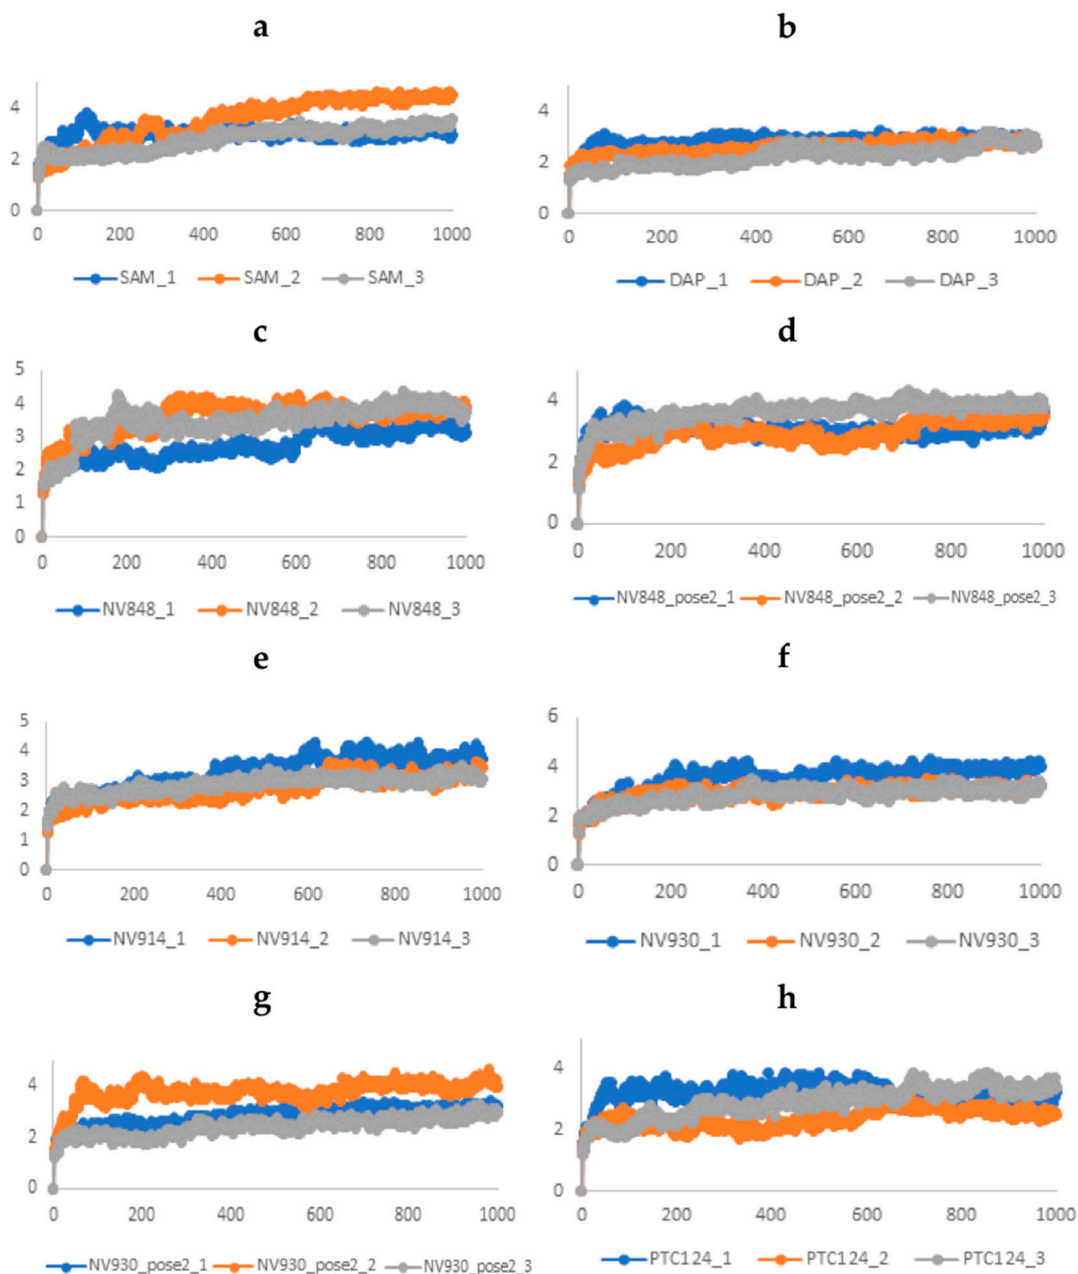 a
b
4
2
0
0 200 400 600 800 1000
SAM_1 SAM_2 SAM_3
4
2
0
0 200 400 600 800 1000
DAP_1 DAP_2 DAP_3
c
d
5
4
3
2
1
0
0 200 400 600 800 1000
NV848_1 NV848_2 NV848_3
4
2
0
0 200 400 600 800 1000
NV848_pose2_1 NV848_pose2_2 NV848_pose2_3
e
f
5
4
3
2
1
0
0 200 400 600 800 1000
NV914_1 NV914_2 NV914_3
6
4
2
0
0 200 400 600 800 1000
NV930_1 NV930_2 NV930_3
g
h
4
2
0
0 200 400 600 800 1000
NV930_pose2_1 NV930_pose2_2 NV930_pose2_3
4
2
0
0 200 400 600 800 1000
PTC124_1 PTC124_2 PTC124_3